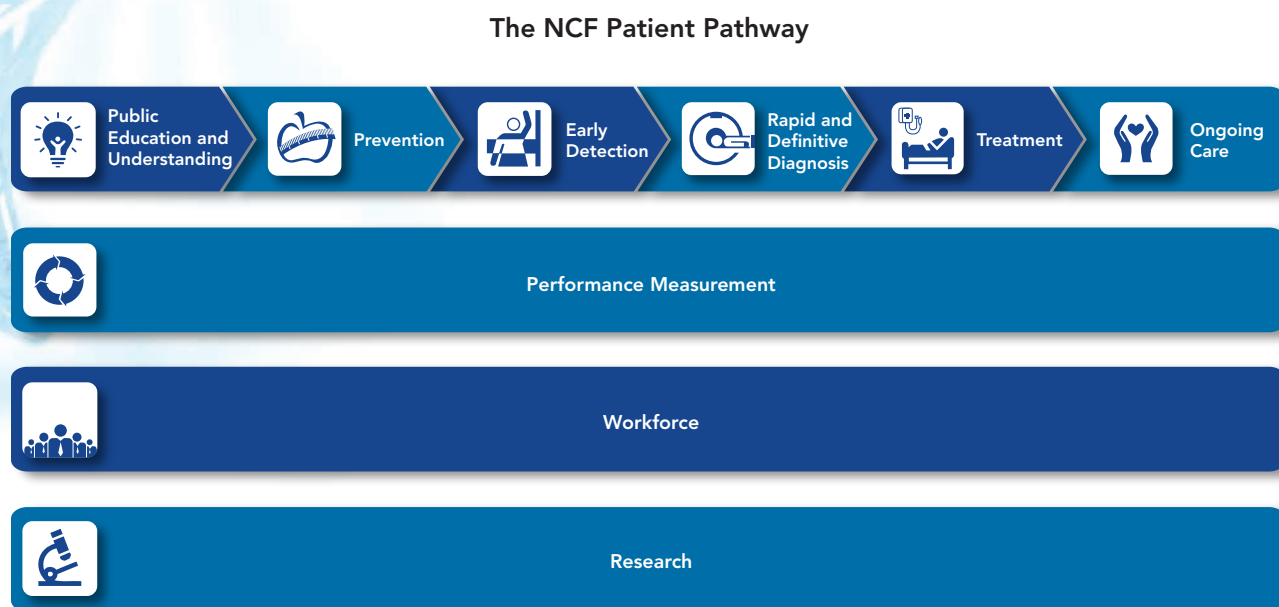 The NCF Patient Pathway
Public
Education and
Understanding
Prevention
Early
Detection
Rapid and
Definitive
Diagnosis
Treatment
Ongoing
Care
Performance Measurement
Workforce
Research